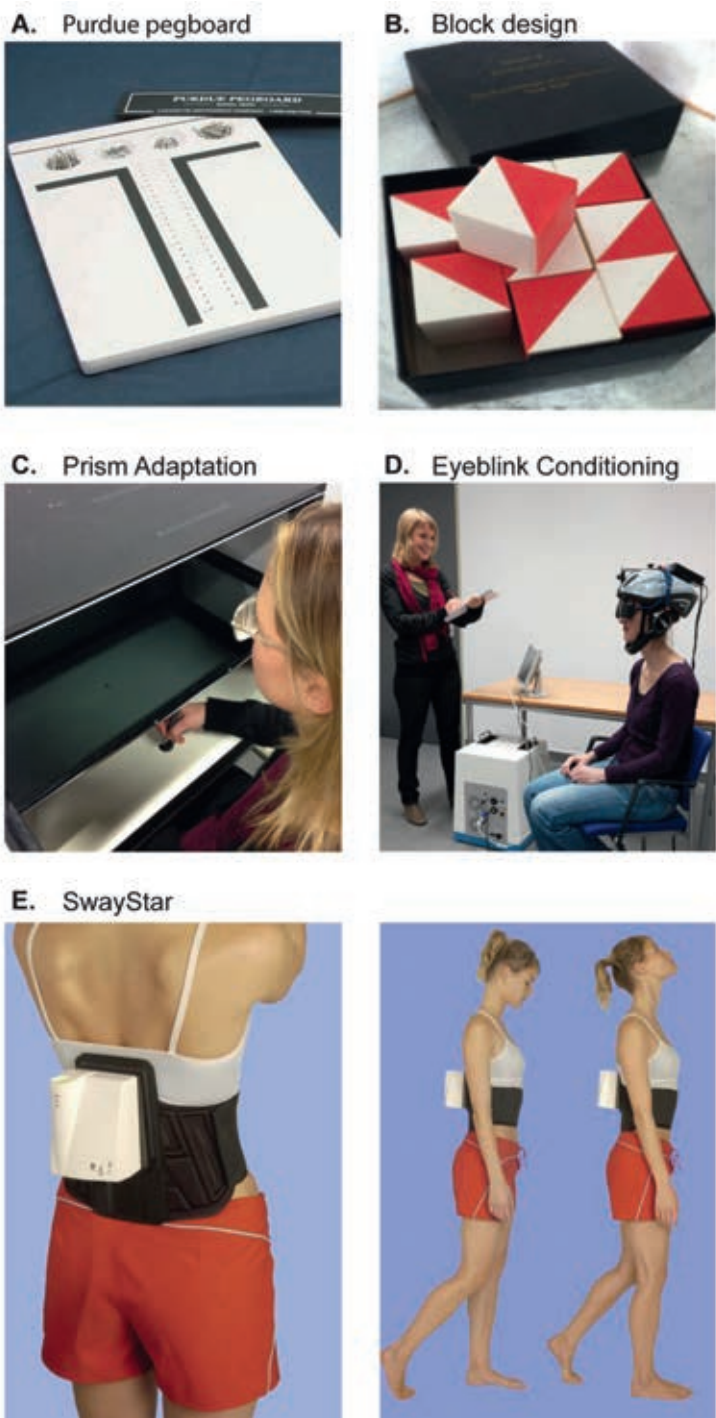 A. Purdue pegboard
B. Block design
PURDUE PEGBOARD
C. Prism Adaptation
D. Eyeblink Conditioning
E. SwayStar